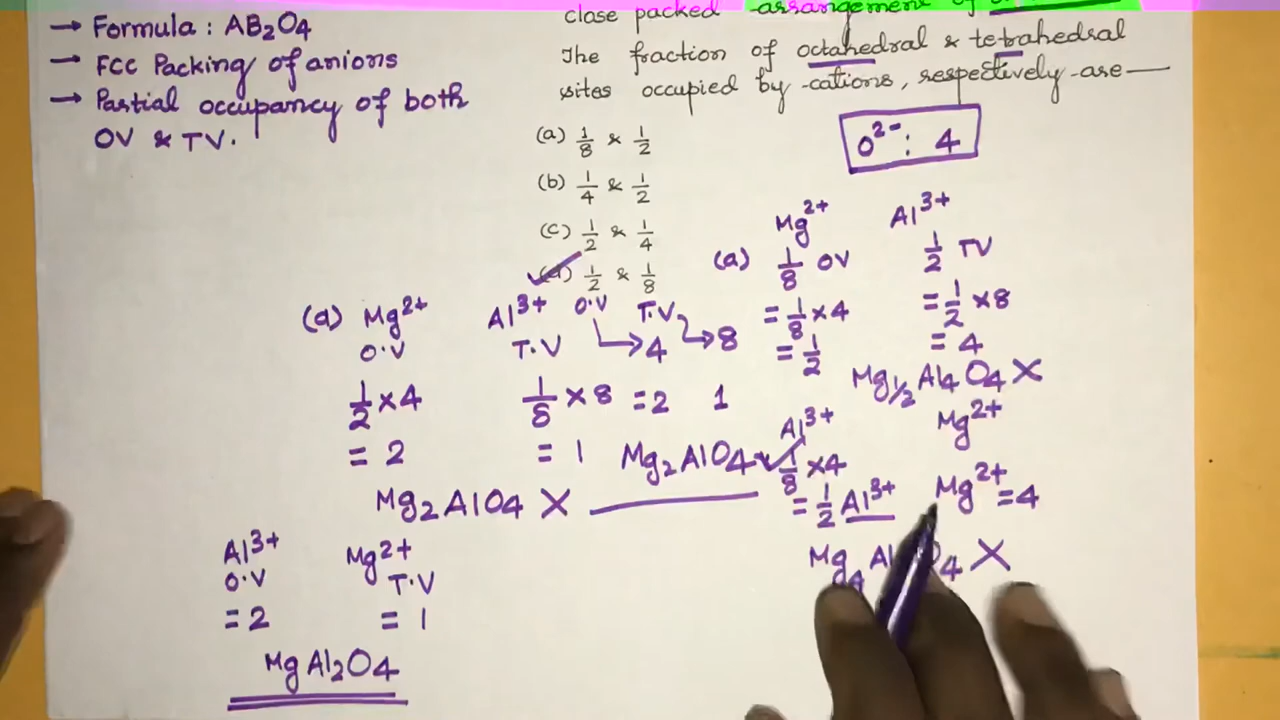 → Formula : AB2O4
→ FCC Packing of anions
→ Partial occupancy of both
OV & TV.
close packed arrangement of
The fraction of octahedral & tetrahedral
sites occupied by cations, respectively are —
(a) 1/8 & 1/2
(b) 1/4 & 1/2
(c) 1/2 & 1/4
(d) 1/2 & 1/8
O2- : 4
Mg2+ Al3+
(a) 1/8 OV 1/2 TV
= 1/8 × 4 = 1/2 × 8
= 1/2 = 4
Mg1/2 Al4 O4 X
(a) Mg2+ Al3+ O.V T.V
O.V T.V → 4 → 8
1/2 × 4 1/8 × 8 = 2 1
= 2 = 1 Mg2AlO4
Mg2AlO4 X
Al3+ Mg2+
1/8 × 4
= 1/2 Al3+ Mg2+ = 4
Mg4 Al 4 X
Al3+ Mg2+
O.V T.V
= 2 = 1
MgAl2O4